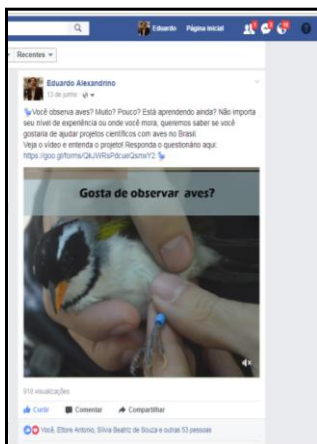 Eduardo Página inicial
Recentes
Eduardo Alexandrino
13 de junho
Você observa aves? Muito? Pouco? Está aprendendo ainda? Não importa
seu nível de experiência ou onde você mora, queremos saber se você
gostaria de ajudar projetos científicos com aves no Brasil.
Veja o vídeo e entenda o projeto! Responda o questionário aqui:
Gosta de observar aves?
919 visualizações
Curtir Comentar Compartilhar
Você, Ettore Antonio, Silvia Beatriz de Souza e outras 53 pessoas